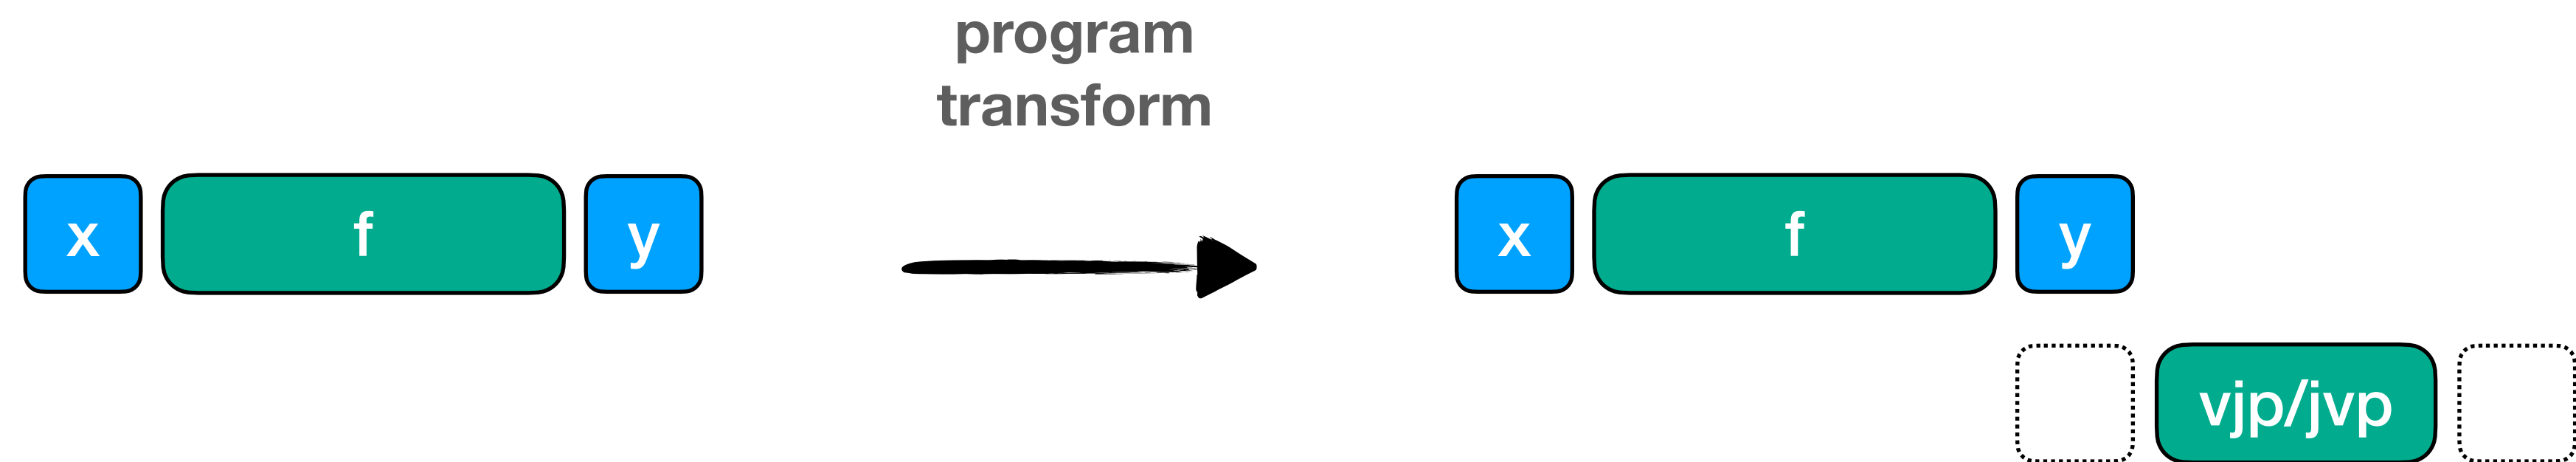 program
transform
x
f
y
x
f
y
vjp/jvp